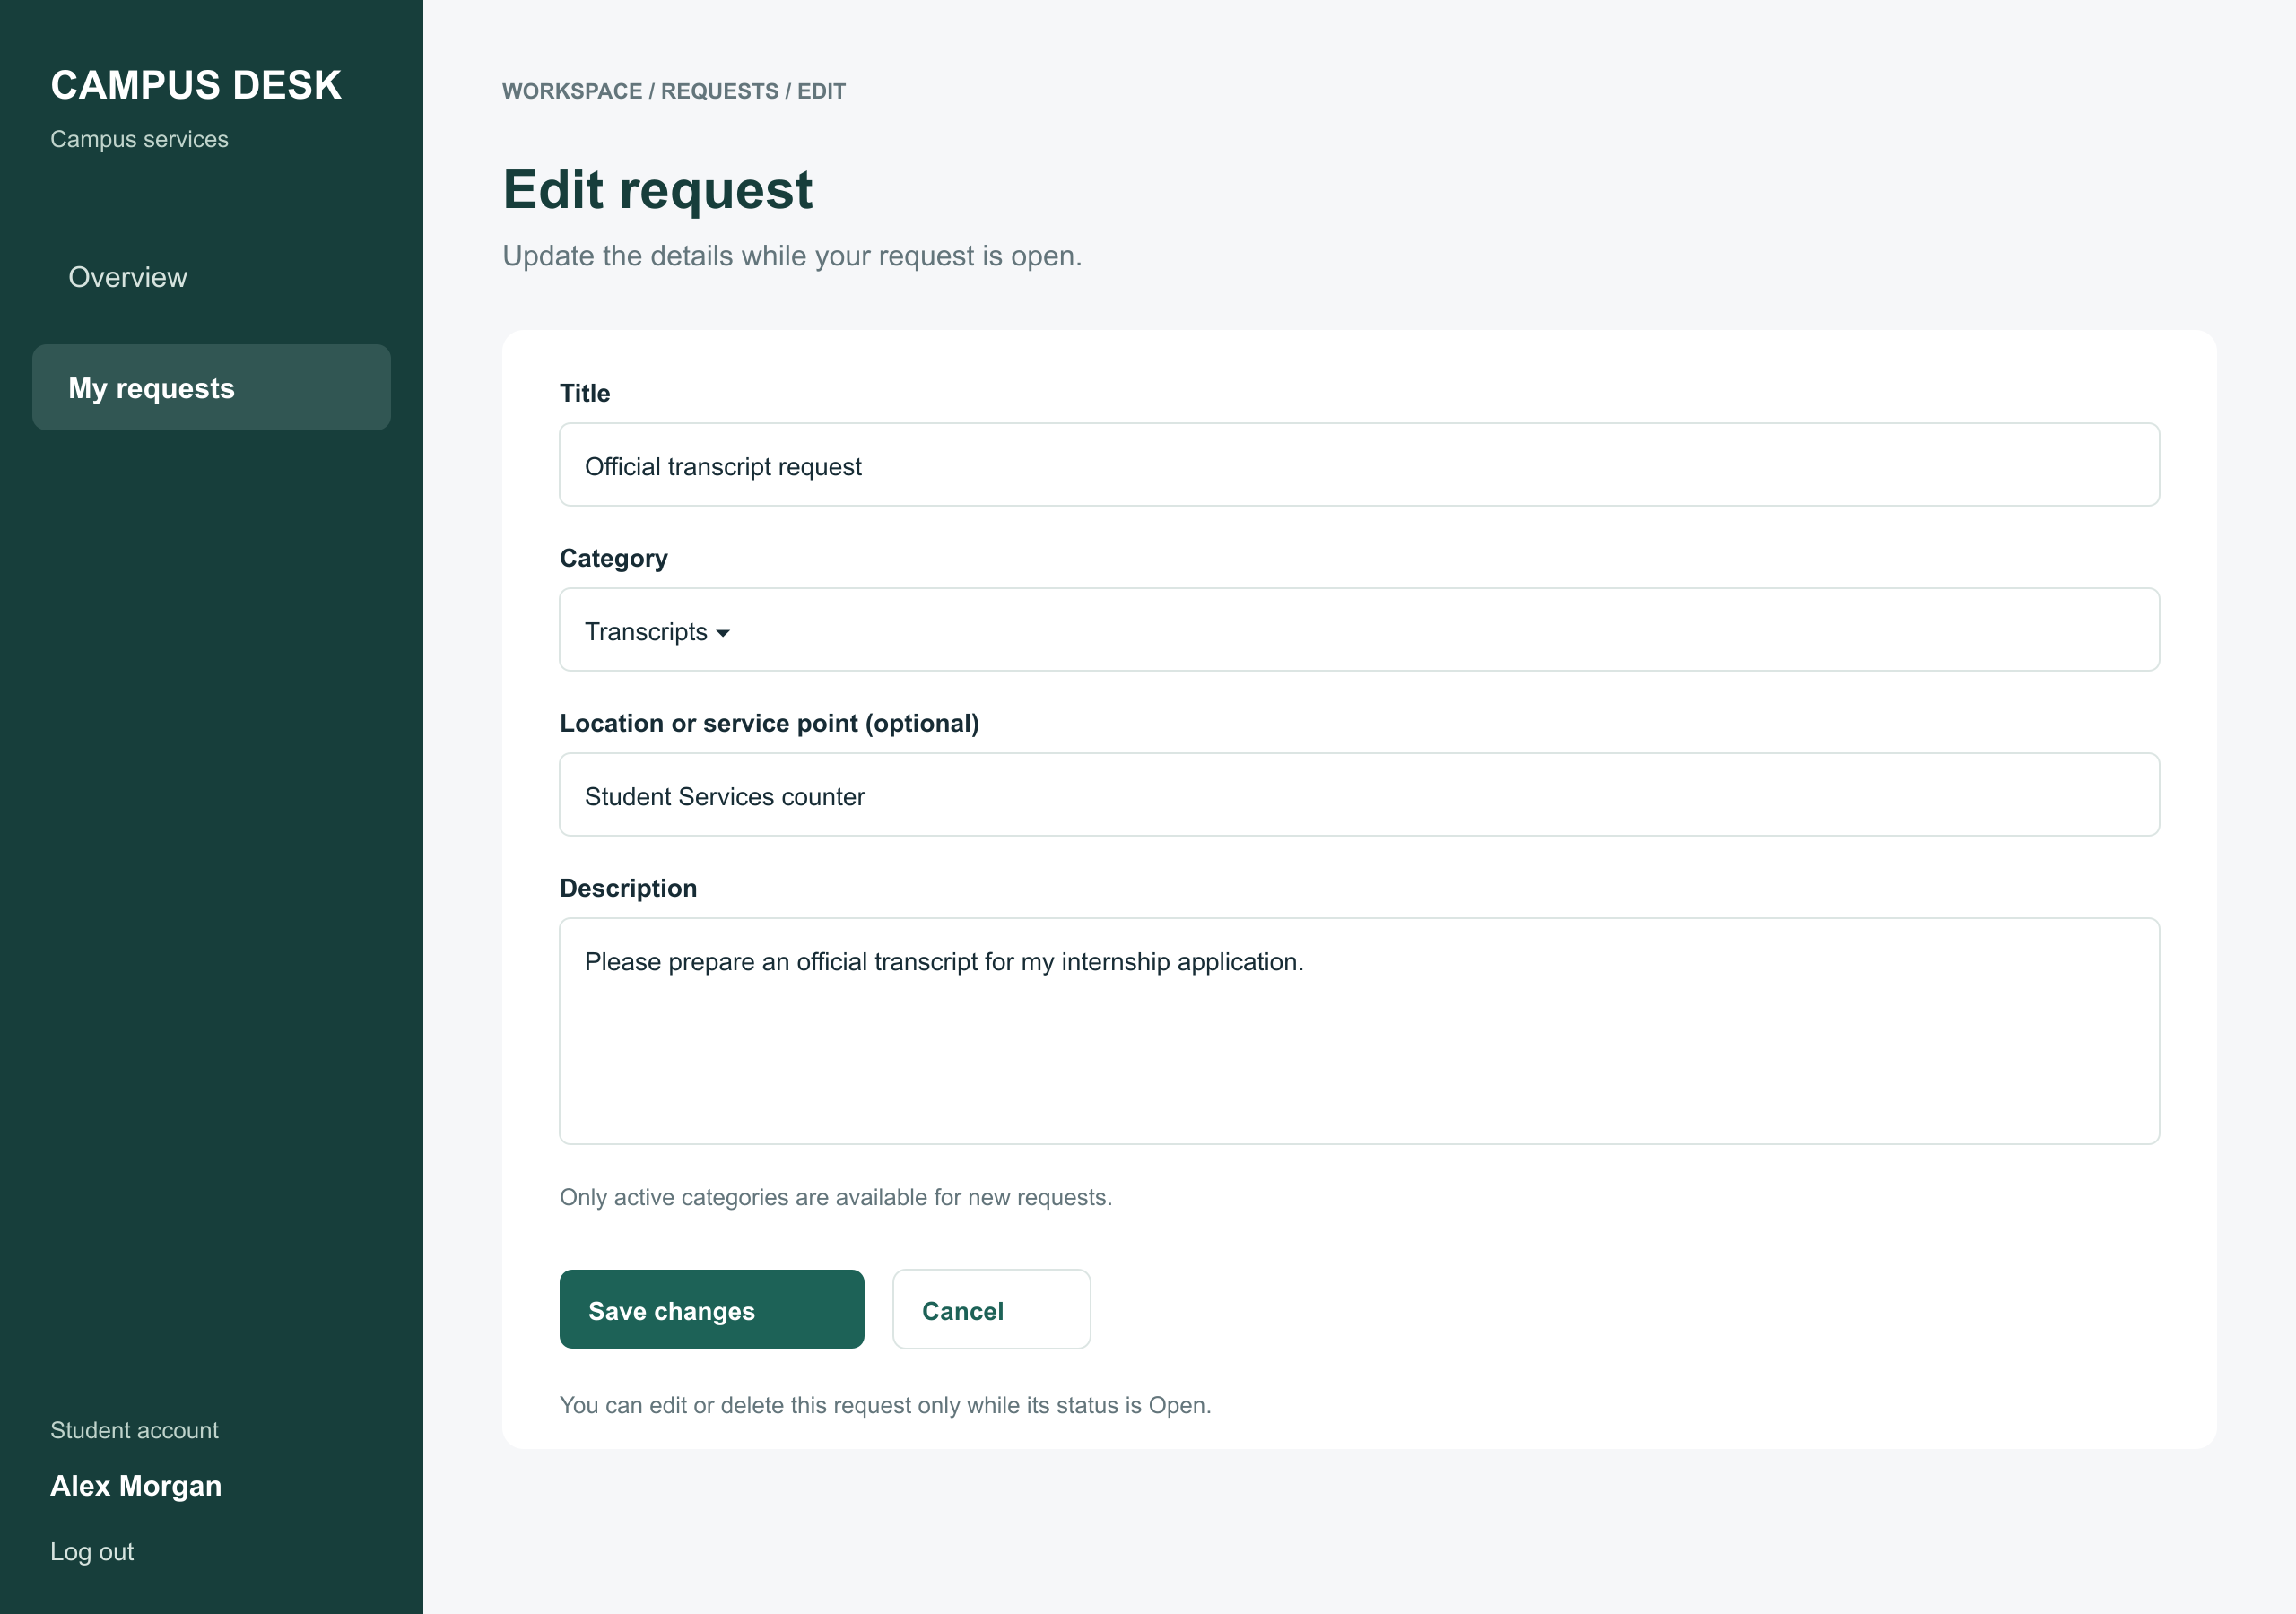 CAMPUS DESK
Campus services
Overview
My requests
Student account
Alex Morgan
Log out
WORKSPACE / REQUESTS / EDIT
Edit request
Update the details while your request is open.
Title
Official transcript request
Category
Transcripts
Location or service point (optional)
Student Services counter
Description
Please prepare an official transcript for my internship application.
Only active categories are available for new requests.
Save changes
Cancel
You can edit or delete this request only while its status is Open.